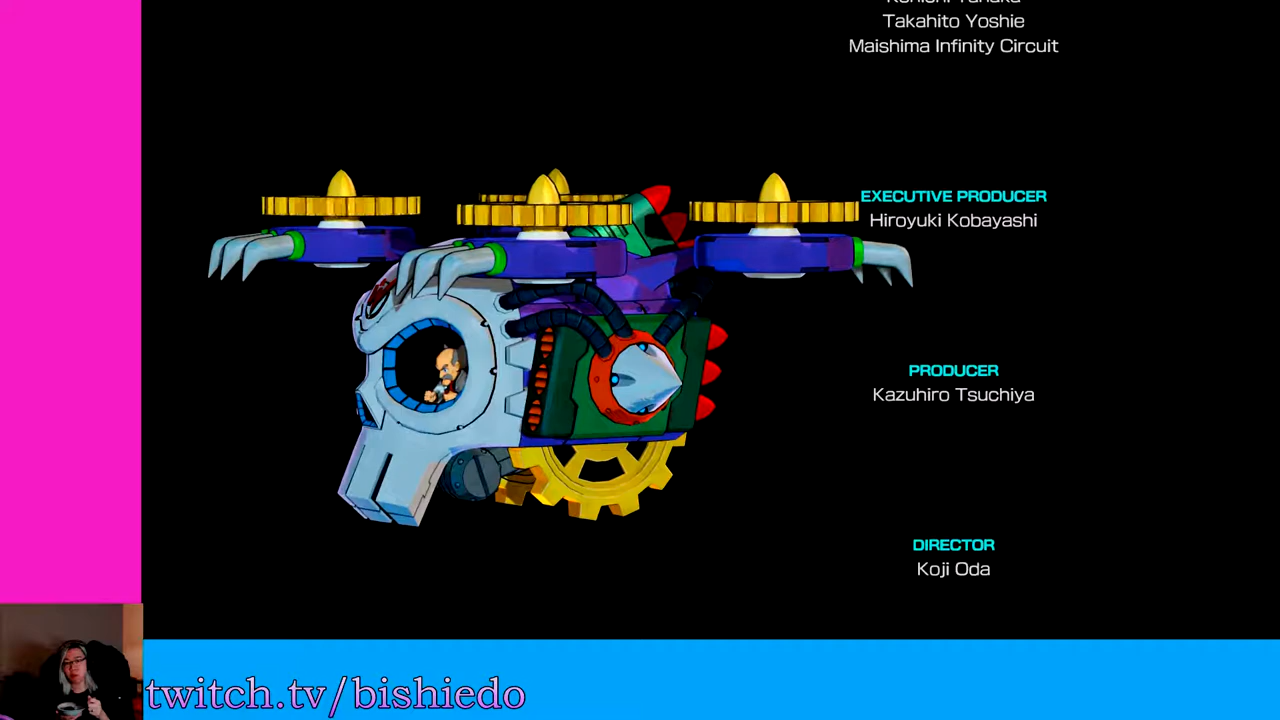 Takahito Yoshie
Maishima Infinity Circuit
EXECUTIVE PRODUCER
Hiroyuki Kobayashi
PRODUCER
Kazuhiro Tsuchiya
DIRECTOR
Koji Oda
twitch.tv/bishiedo